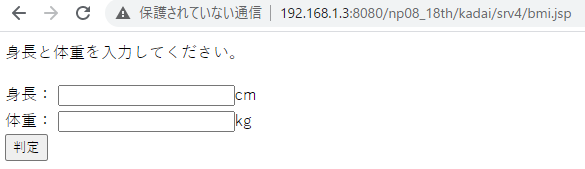 保護されていない通信 | 192.168.1.3:8080/np08_18th/kadai/srv4/bmi.jsp
身長と体重を入力してください。
身長： cm
体重： kg
判定